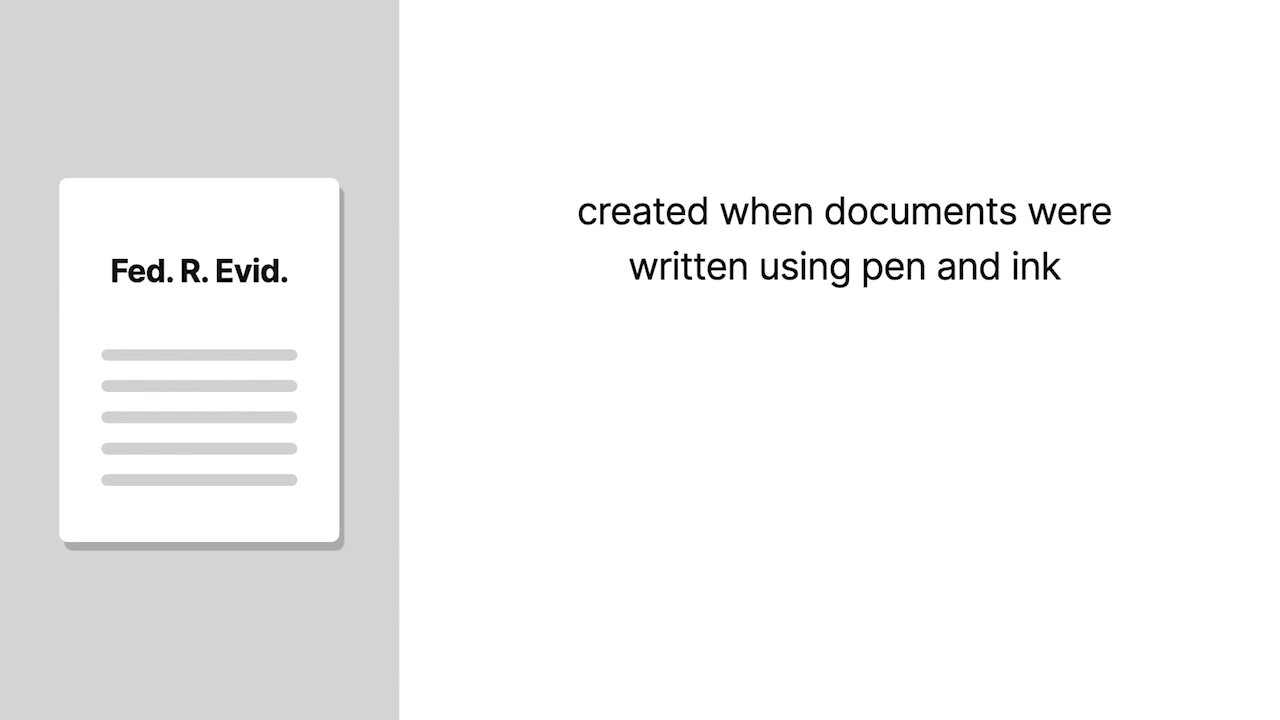 Fed. R. Evid.
created when documents were
written using pen and ink